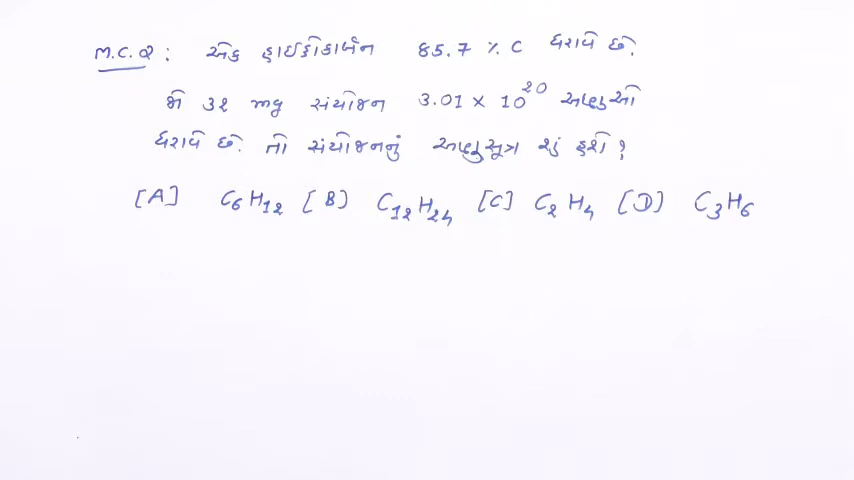 M.C.Q : એક હાઈડ્રોકાર્બન 85.7 % C ધરાવે છે.
જો ૩૨ mg સંયોજન 3.01 × 10²⁰ અણુઓ
ધરાવે છે. તો સંયોજનનું અણુસૂત્ર શું હશે ?
[A] C₆H₁₂ [B] C₁₂H₂₄ [C] C₂H₄ [D] C₃H₆